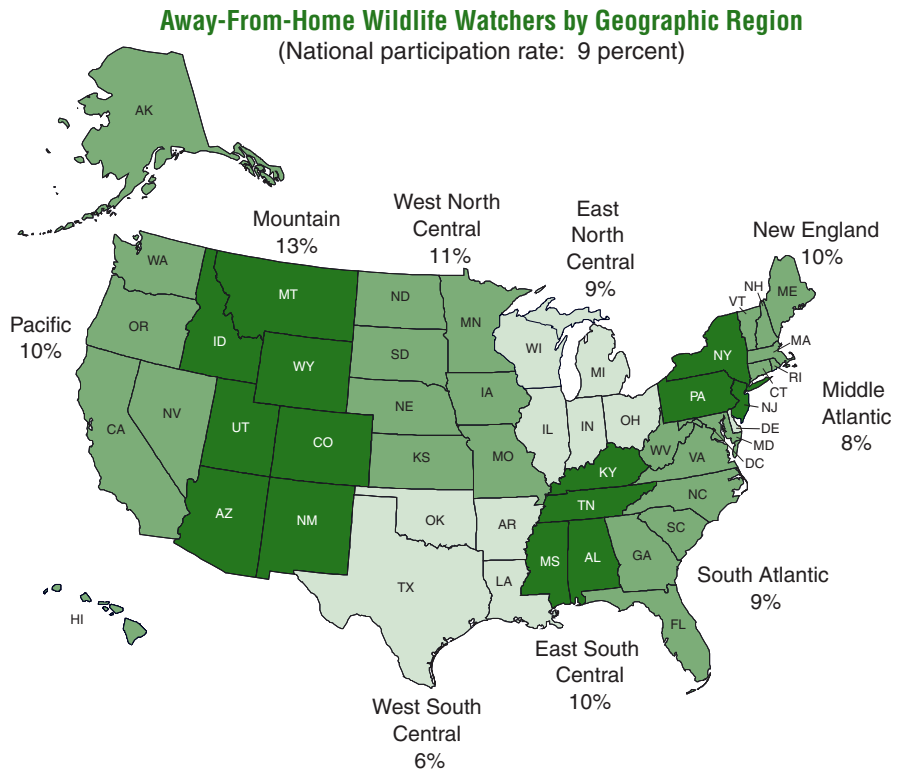 Away-From-Home Wildlife Watchers by Geographic Region
(National participation rate:  9 percent)
AK
Mountain
13%
West North
Central
11%
East
North
Central
9%
New England
10%
Pacific
10%
WA
OR
CA
NV
ID
MT
WY
UT
CO
AZ
NM
ND
SD
NE
KS
MN
IA
MO
WI
MI
IL
IN
OH
OK
AR
TX
LA
KY
TN
MS
AL
NY
PA
VT
NH
ME
MA
RI
CT
NJ
DE
MD
DC
WV
VA
NC
SC
GA
FL
HI
Middle
Atlantic
8%
South Atlantic
9%
East South
Central
10%
West South
Central
6%